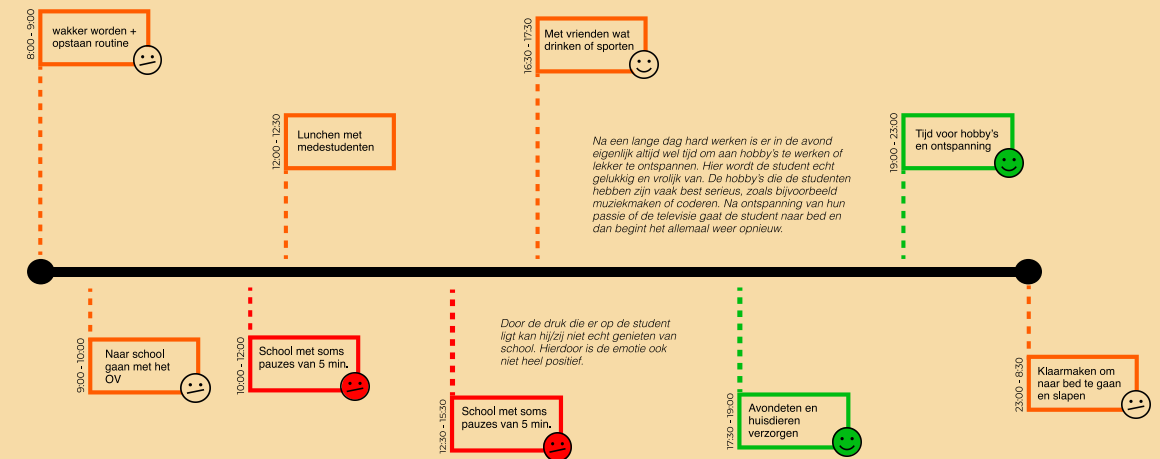 8:00 - 9:00
wakker worden +
opstaan routine
16:30 - 17:30
Met vrienden wat
drinken of sporten
12:00 - 12:30
Lunchen met
medestudenten
Na een lange dag hard werken is er in de avond
eigenlijk altijd wel tijd om aan hobby's te werken of
lekker te ontspannen. Hier wordt de student echt
gelukkig en vrolijk van. De hobby's die de studenten
hebben zijn vaak best serieus, zoals bijvoorbeeld
muziekmaken of coderen. Na ontspanning van hun
passie of de televisie gaat de student naar bed en
dan begint het allemaal weer opnieuw.
19:00 - 23:00
Tijd voor hobby's
en ontspanning
9:00 - 10:00
Naar school
gaan met het
OV
10:00 - 12:00
School met soms
pauzes van 5 min.
12:30 - 15:30
School met soms
pauzes van 5 min.
Door de druk die er op de student
ligt kan hij/zij niet echt genieten van
school. Hierdoor is de emotie ook
niet heel positief.
17:30 - 19:00
Avondeten en
huisdieren
verzorgen
23:00 - 8:30
Klaarmaken om
naar bed te gaan
en slapen